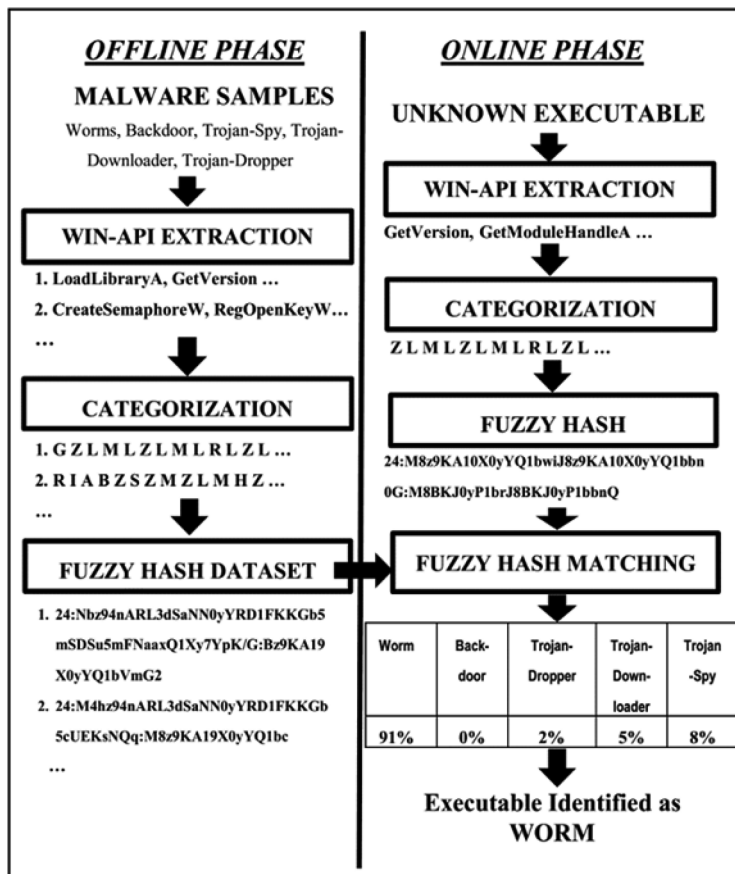 OFFLINE PHASE
MALWARE SAMPLES
Worms, Backdoor, Trojan-Spy, Trojan-
Downloader, Trojan-Dropper
WIN-API EXTRACTION
1. LoadLibraryA, GetVersion …
2. CreateSemaphoreW, RegOpenKeyW…
…
CATEGORIZATION
1. G Z L M L Z L M L R L Z L …
2. R I A B Z S Z M Z L M H Z …
…
FUZZY HASH DATASET
1. 24:Nbz94nARL3dSaNN0yYRD1FKKGb5
mSDSu5mFNaaxQ1Xy7YpK/G:Bz9KA19
X0yYQ1bVmG2
2. 24:M4hz94nARL3dSaNN0yYRD1FKKGb
5cUEKsNQq:M8z9KA19X0yYQ1bc
…
ONLINE PHASE
UNKNOWN EXECUTABLE
WIN-API EXTRACTION
GetVersion, GetModuleHandleA …
CATEGORIZATION
Z L M L Z L M L R L Z L …
FUZZY HASH
24:M8z9KA10X0yYQ1bwiJ8z9KA10X0yYQ1bbn
0G:M8BKJ0yP1brJ8BKJ0yP1bbnQ
FUZZY HASH MATCHING
Worm
Back-
door
Trojan-
Dropper
Trojan-
Down-
loader
Trojan
-Spy
91% 0% 2% 5% 8%
Executable Identified as
WORM